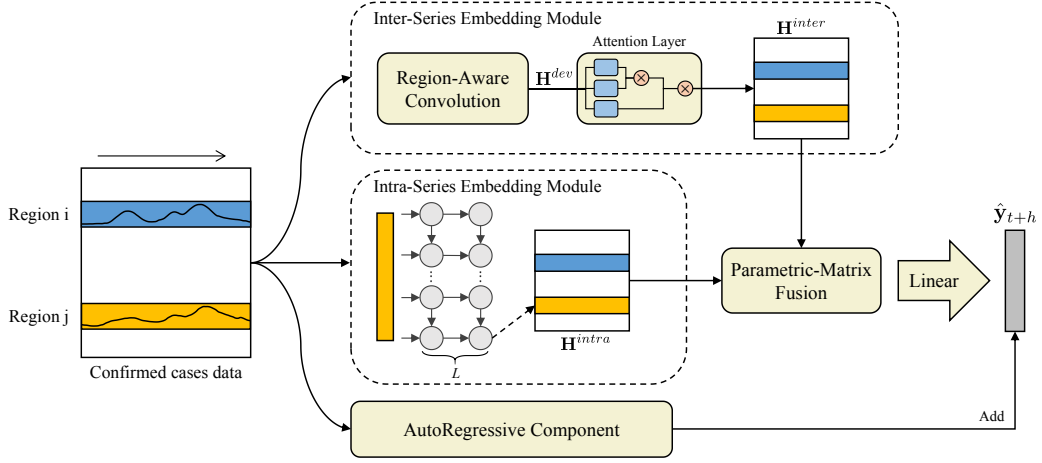 Inter-Series Embedding Module
Region-Aware
Convolution
H^{dev}
Attention Layer
H^{inter}
Region i
Region j
Confirmed cases data
Intra-Series Embedding Module
L
H^{intra}
Parametric-Matrix
Fusion
Linear
ŷ_{t+h}
AutoRegressive Component
Add